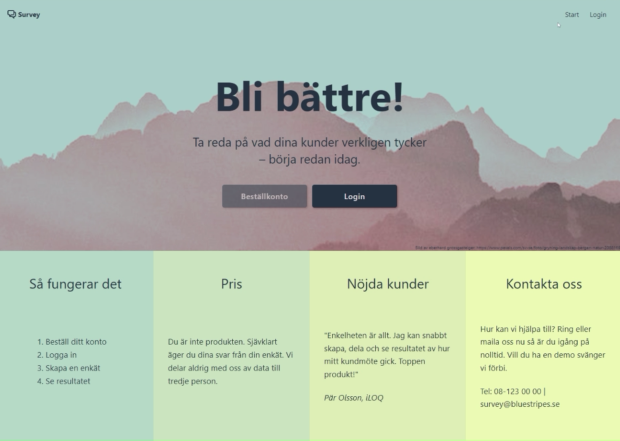 Survey
Start Login
Bli bättre!
Ta reda på vad dina kunder verkligen tycker
– börja redan idag.
Beställkonto Login
Så fungerar det
1. Beställ ditt konto
2. Logga in
3. Skapa en enkät
4. Se resultatet
Pris
Du är inte produkten. Självklart
äger du dina svar från din enkät. Vi
delar aldrig med oss av data till
tredje person.
Nöjda kunder
"Enkelheten är allt. Jag kan snabbt
skapa, dela och se resultatet av hur
mitt kundmöte gick. Toppen
produkt!"
Pär Olsson, iLOQ
Kontakta oss
Hur kan vi hjälpa till? Ring eller
maila oss nu så är du igång på
nolltid. Vill du ha en demo svänger
vi förbi.
Tel: 08-123 00 00 |
survey@bluestripes.se